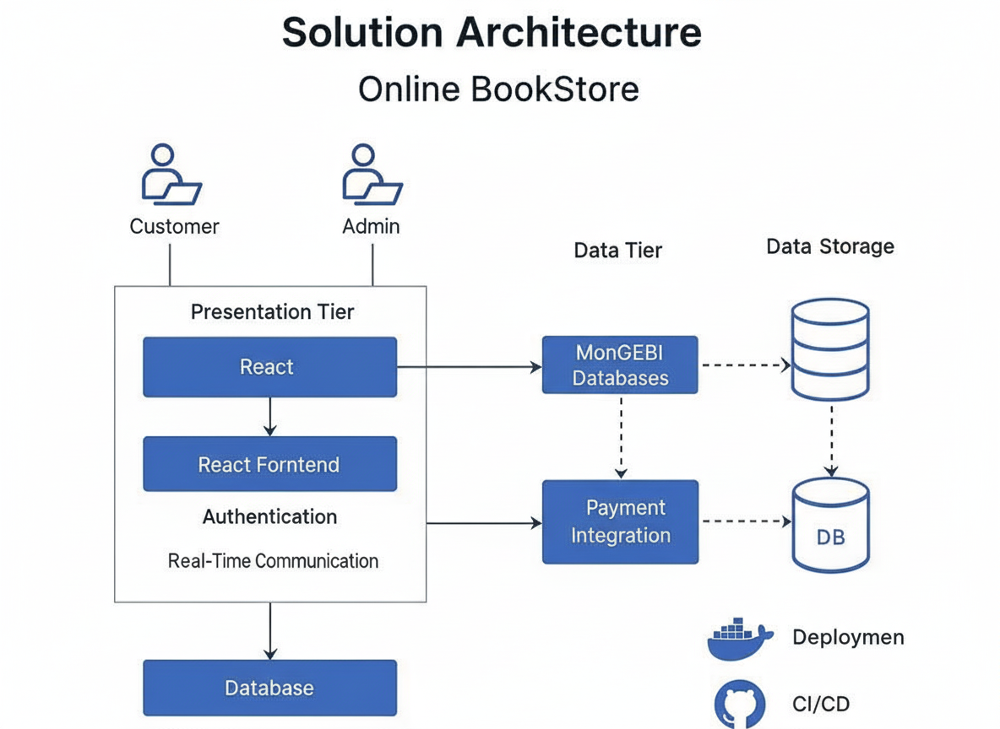 Solution Architecture
Online BookStore
Customer
Admin
Data Tier
Data Storage
Presentation Tier
React
MonGEBI
Databases
React Forntend
Authentication
Payment
Integration
DB
Real-Time Communication
Deploymen
Database
CI/CD